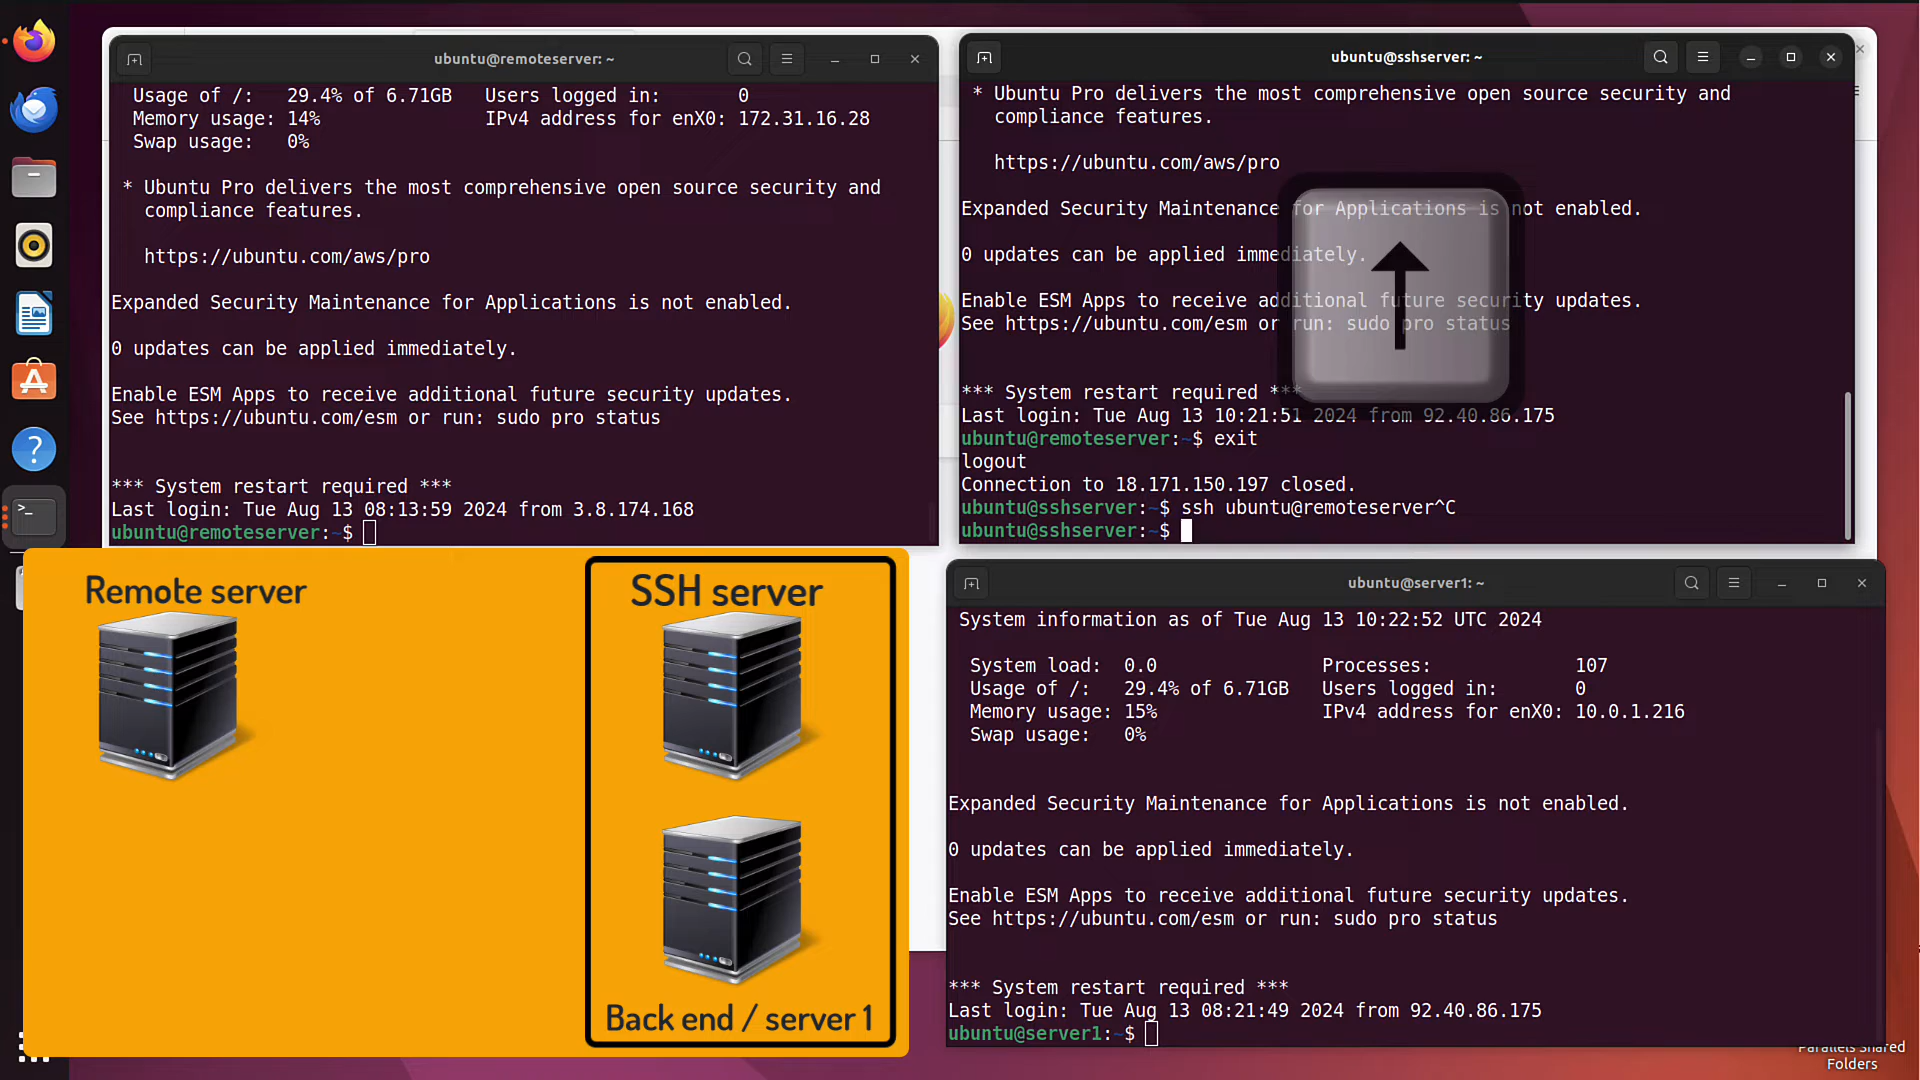 ubuntu@remoteserver: ~
Usage of /:   29.4% of 6.71GB   Users logged in:       0
Memory usage: 14%               IPv4 address for enX0: 172.31.16.28
Swap usage:   0%
* Ubuntu Pro delivers the most comprehensive open source security and
compliance features.
https://ubuntu.com/aws/pro
Expanded Security Maintenance for Applications is not enabled.
0 updates can be applied immediately.
Enable ESM Apps to receive additional future security updates.
See https://ubuntu.com/esm or run: sudo pro status
*** System restart required ***
Last login: Tue Aug 13 08:13:59 2024 from 3.8.174.168
ubuntu@remoteserver:~$
ubuntu@sshserver: ~
* Ubuntu Pro delivers the most comprehensive open source security and
compliance features.
https://ubuntu.com/aws/pro
Expanded Security Maintenance for Applications is not enabled.
0 updates can be applied immediately.
Enable ESM Apps to receive additional future security updates.
See https://ubuntu.com/esm or run: sudo pro status
*** System restart required ***
Last login: Tue Aug 13 10:21:51 2024 from 92.40.86.175
ubuntu@remoteserver:~$ exit
logout
Connection to 18.171.150.197 closed.
ubuntu@sshserver:~$ ssh ubuntu@remoteserver^C
ubuntu@sshserver:~$
Remote server
SSH server
Back end / server 1
ubuntu@server1: ~
System information as of Tue Aug 13 10:22:52 UTC 2024
System load:  0.0               Processes:             107
Usage of /:   29.4% of 6.71GB   Users logged in:       0
Memory usage: 15%               IPv4 address for enX0: 10.0.1.216
Swap usage:   0%
Expanded Security Maintenance for Applications is not enabled.
0 updates can be applied immediately.
Enable ESM Apps to receive additional future security updates.
See https://ubuntu.com/esm or run: sudo pro status
*** System restart required ***
Last login: Tue Aug 13 08:21:49 2024 from 92.40.86.175
ubuntu@server1:~$
Parallels Shared
Folders